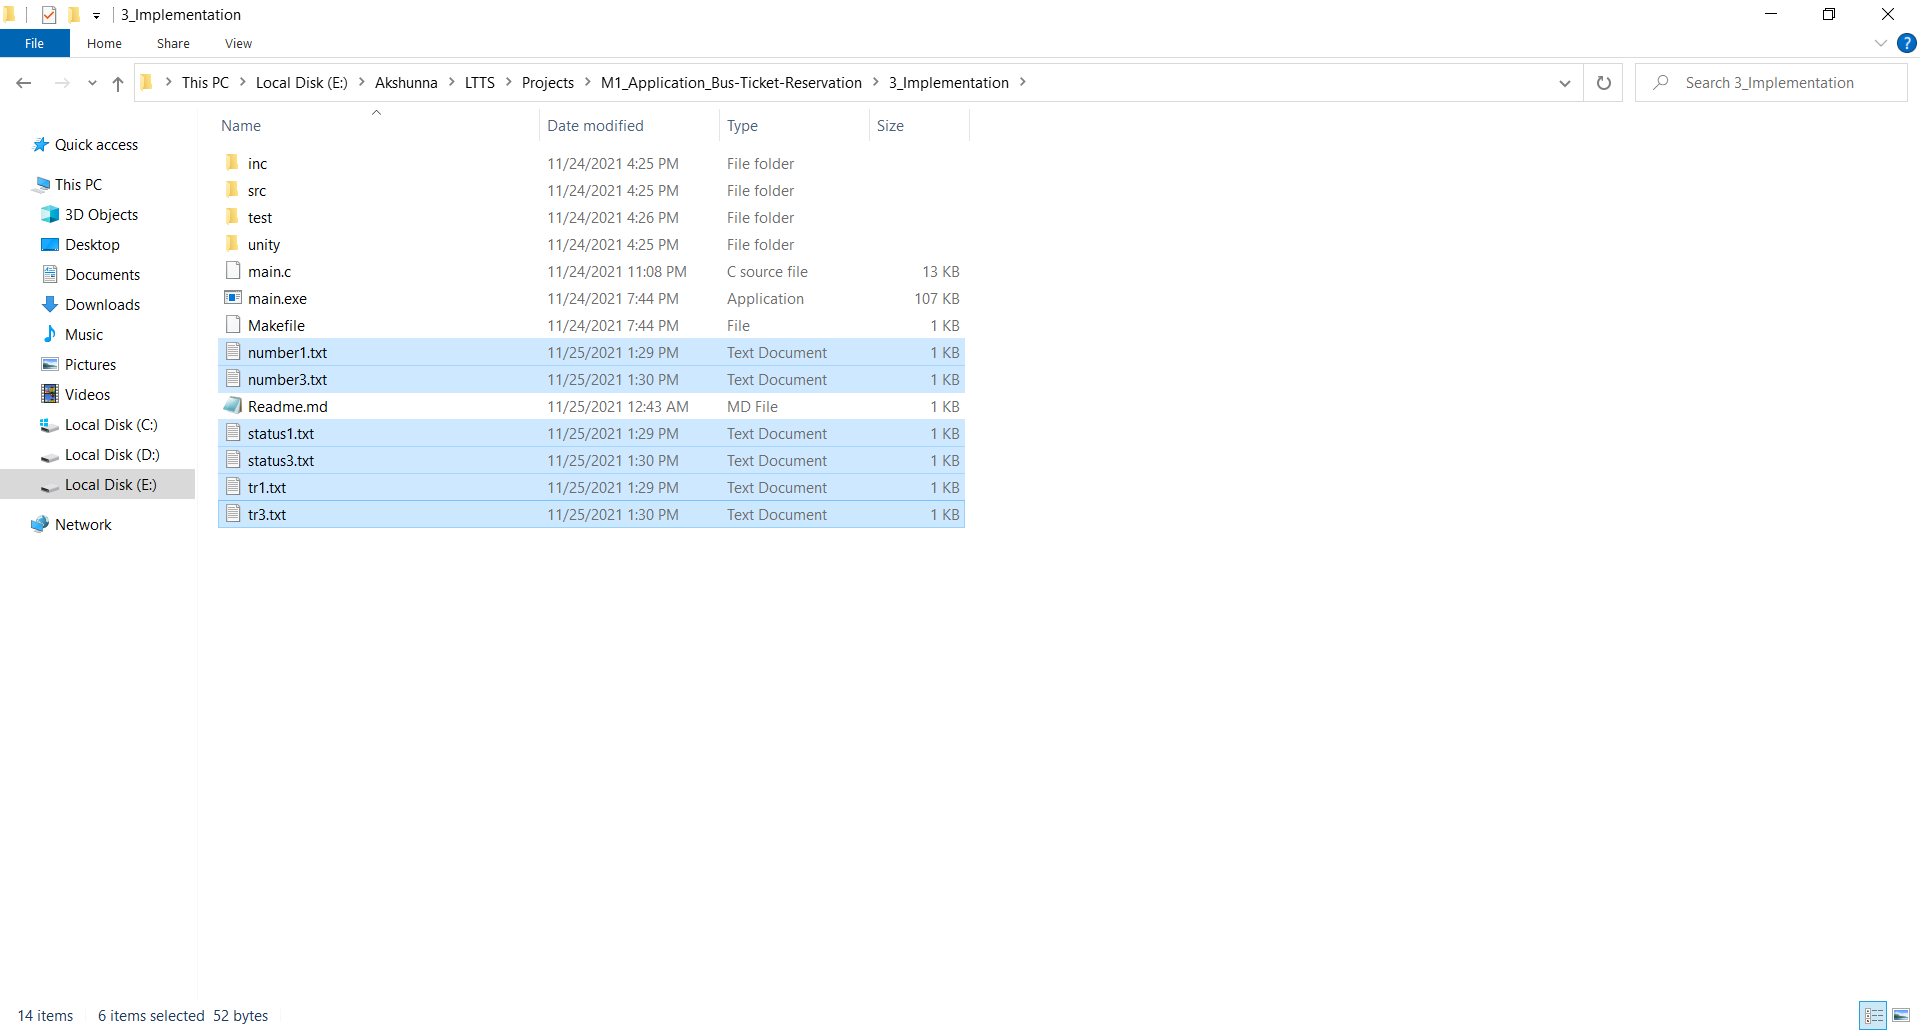 3_Implementation
File Home Share View ?
This PC Local Disk (E:) Akshunna LTTS Projects M1_Application_Bus-Ticket-Reservation 3_Implementation Search 3_Implementation
Quick access
This PC
3D Objects
Desktop
Documents
Downloads
Music
Pictures
Videos
Local Disk (C:)
Local Disk (D:)
Local Disk (E:)
Network
Name Date modified Type Size
inc 11/24/2021 4:25 PM File folder
src 11/24/2021 4:25 PM File folder
test 11/24/2021 4:26 PM File folder
unity 11/24/2021 4:25 PM File folder
main.c 11/24/2021 11:08 PM C source file 13 KB
main.exe 11/24/2021 7:44 PM Application 107 KB
Makefile 11/24/2021 7:44 PM File 1 KB
number1.txt 11/25/2021 1:29 PM Text Document 1 KB
number3.txt 11/25/2021 1:30 PM Text Document 1 KB
Readme.md 11/25/2021 12:43 AM MD File 1 KB
status1.txt 11/25/2021 1:29 PM Text Document 1 KB
status3.txt 11/25/2021 1:30 PM Text Document 1 KB
tr1.txt 11/25/2021 1:29 PM Text Document 1 KB
tr3.txt 11/25/2021 1:30 PM Text Document 1 KB
14 items 6 items selected 52 bytes